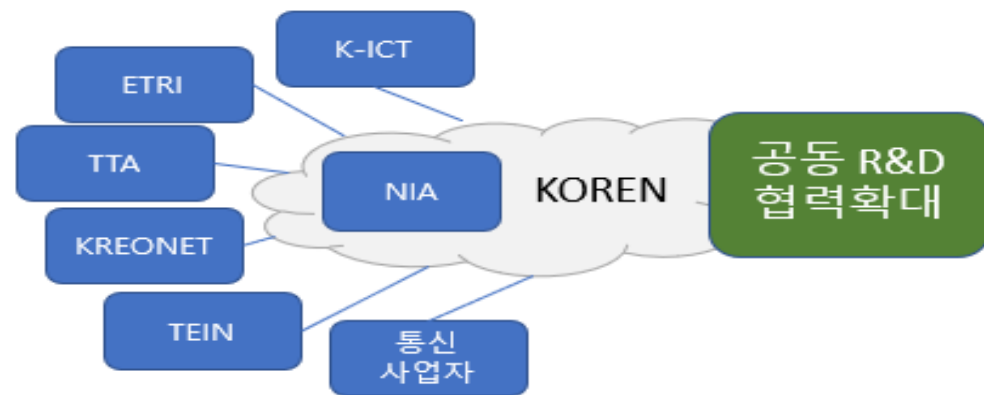 K-ICT
ETRI
TTA
NIA
KOREN
공동 R&D
협력확대
KREONET
TEIN
통신
사업자